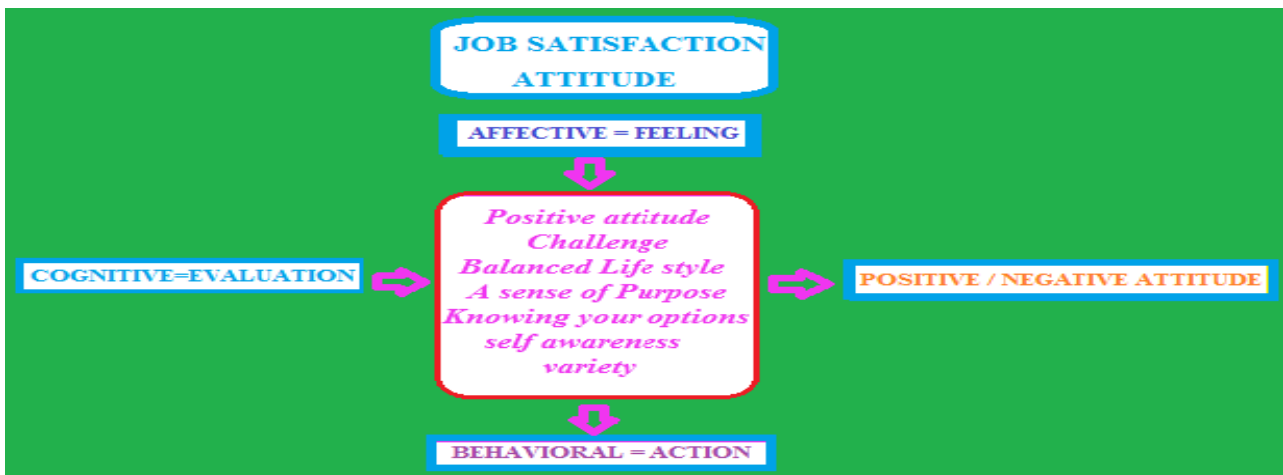 JOB SATISFACTION
ATTITUDE
AFFECTIVE = FEELING
Positive attitude
Challenge
Balanced Life style
A sense of Purpose
Knowing your options
self awareness
variety
COGNITIVE=EVALUATION
POSITIVE / NEGATIVE ATTITUDE
BEHAVIORAL = ACTION